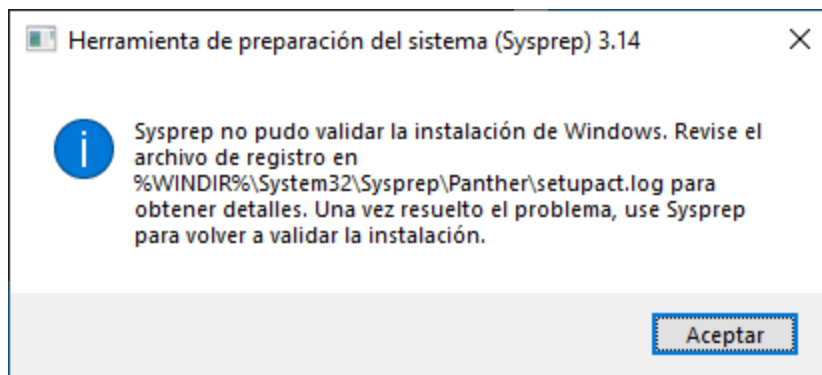 Herramienta de preparación del sistema (Sysprep) 3.14
Sysprep no pudo validar la instalación de Windows. Revise el
archivo de registro en
%WINDIR%\System32\Sysprep\Panther\setupact.log para
obtener detalles. Una vez resuelto el problema, use Sysprep
para volver a validar la instalación.
Aceptar